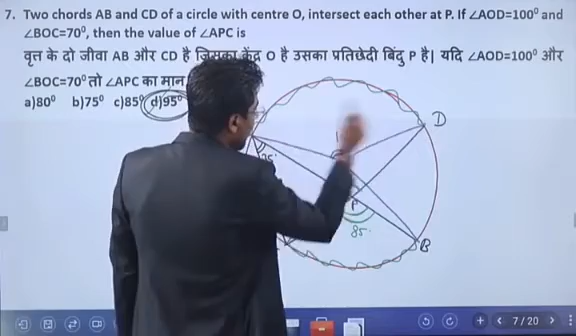 7. Two chords AB and CD of a circle with centre O, intersect each other at P. If ∠AOD=100⁰ and
∠BOC=70⁰, then the value of ∠APC is
वृत्त के दो जीवा AB और CD है जिसका केंद्र O है उसका प्रतिछेदी बिंदु P है| यदि ∠AOD=100⁰ और
∠BOC=70⁰ तो ∠APC का मान
a)80⁰ b)75⁰ c)85⁰ d)95⁰
D
P
85
B
7 / 20